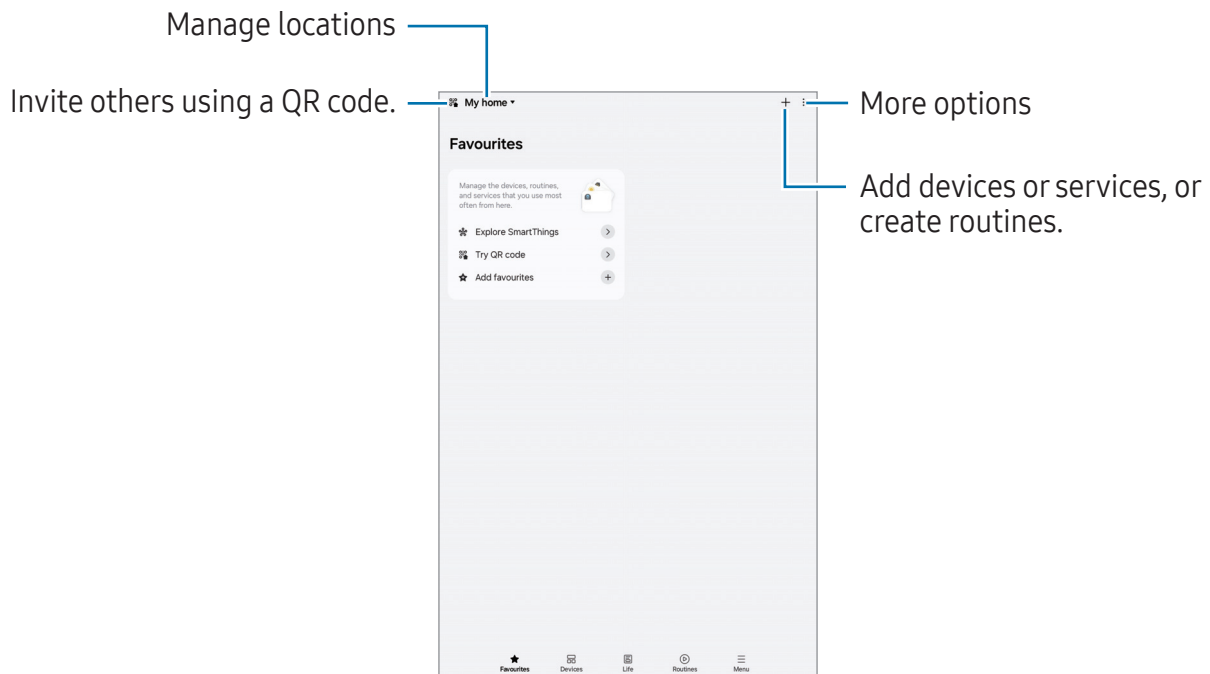 Manage locations
Invite others using a QR code.
My home
More options
Add devices or services, or
create routines.
Favourites
Manage the devices, routines,
and services that you use most
often from here.
Explore SmartThings
Try QR code
Add favourites
Favourites Devices Life Routines Menu